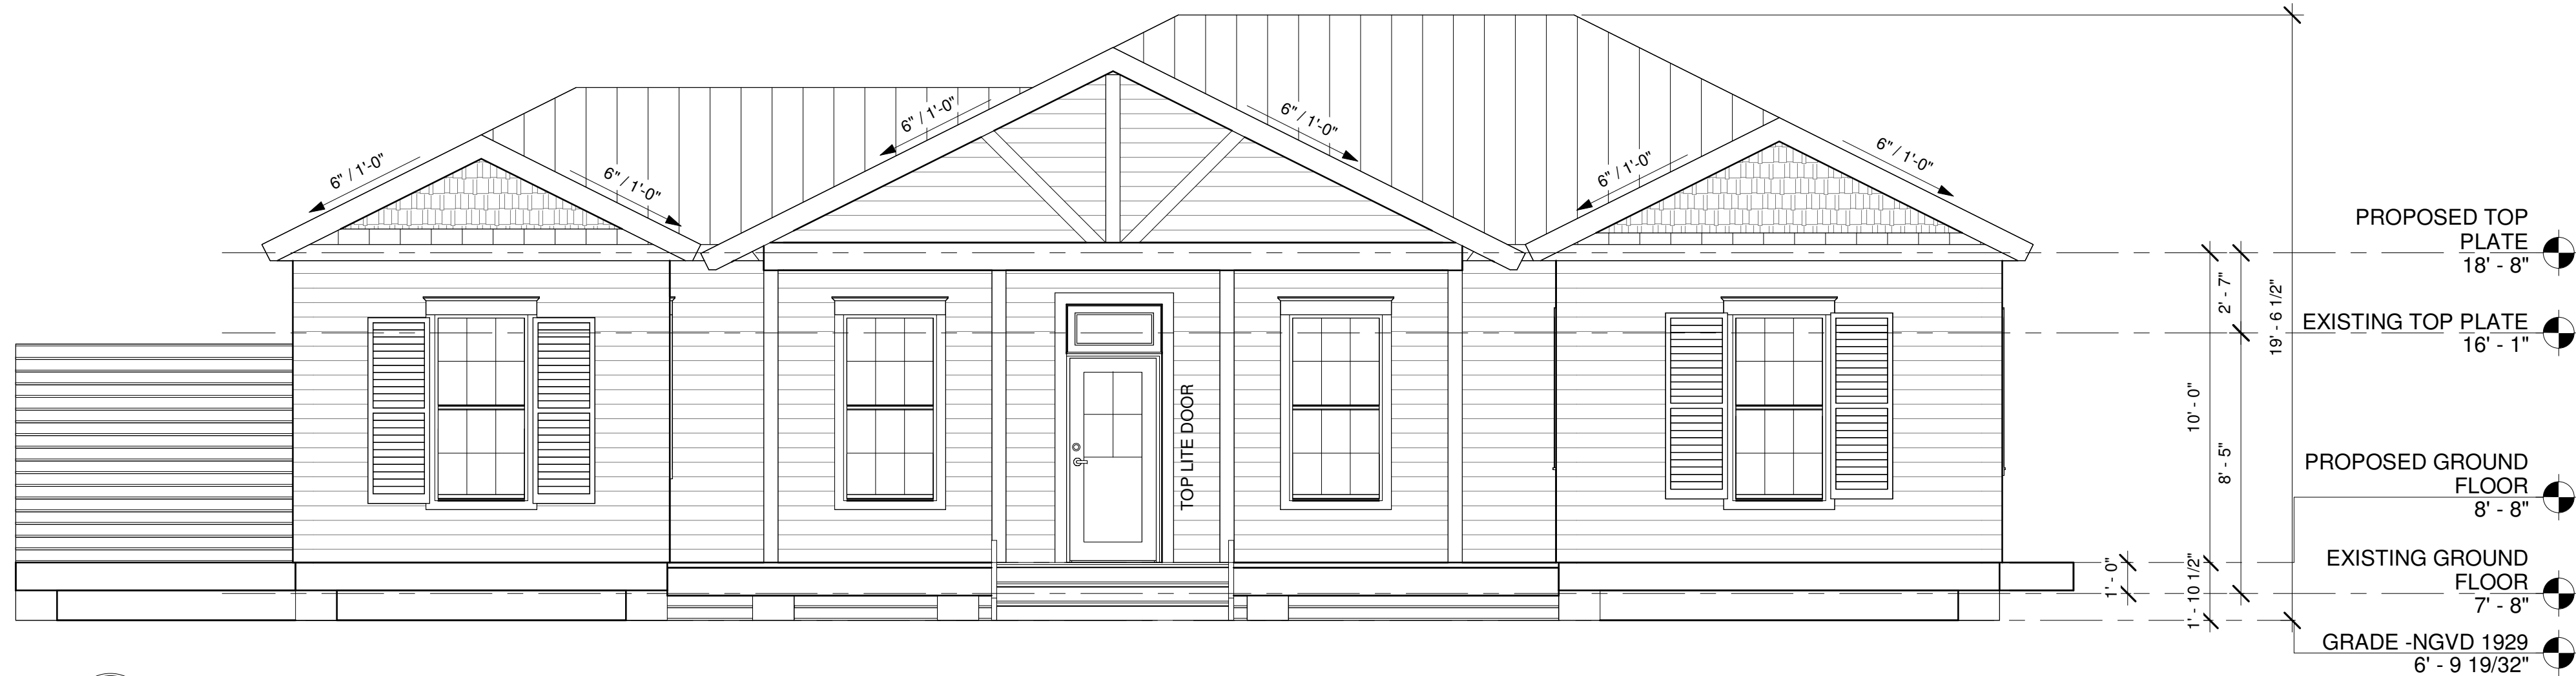 6" / 1'-0"
6" / 1'-0"
6" / 1'-0"
6" / 1'-0"
6" / 1'-0"
6" / 1'-0"
TOP LITE DOOR
PROPOSED TOP
PLATE
18' - 8"
EXISTING TOP PLATE
16' - 1"
PROPOSED GROUND
FLOOR
8' - 8"
EXISTING GROUND
FLOOR
7' - 8"
GRADE -NGVD 1929
6' - 9 19/32"
1' - 0"
10' - 0"
1' - 10 1/2"
2' - 7"
8' - 5"
19' - 6 1/2"